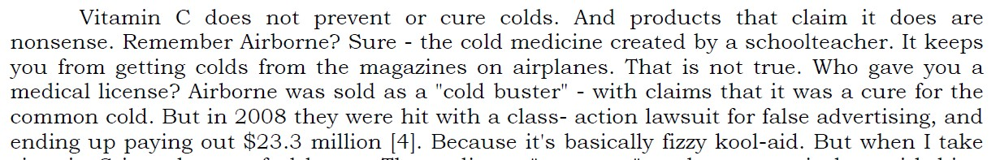 Vitamin C does not prevent or cure colds. And products that claim it does are
nonsense. Remember Airborne? Sure - the cold medicine created by a schoolteacher. It keeps
you from getting colds from the magazines on airplanes. That is not true. Who gave you a
medical license? Airborne was sold as a "cold buster" - with claims that it was a cure for the
common cold. But in 2008 they were hit with a class- action lawsuit for false advertising, and
ending up paying out $23.3 million [4]. Because it's basically fizzy kool-aid. But when I take